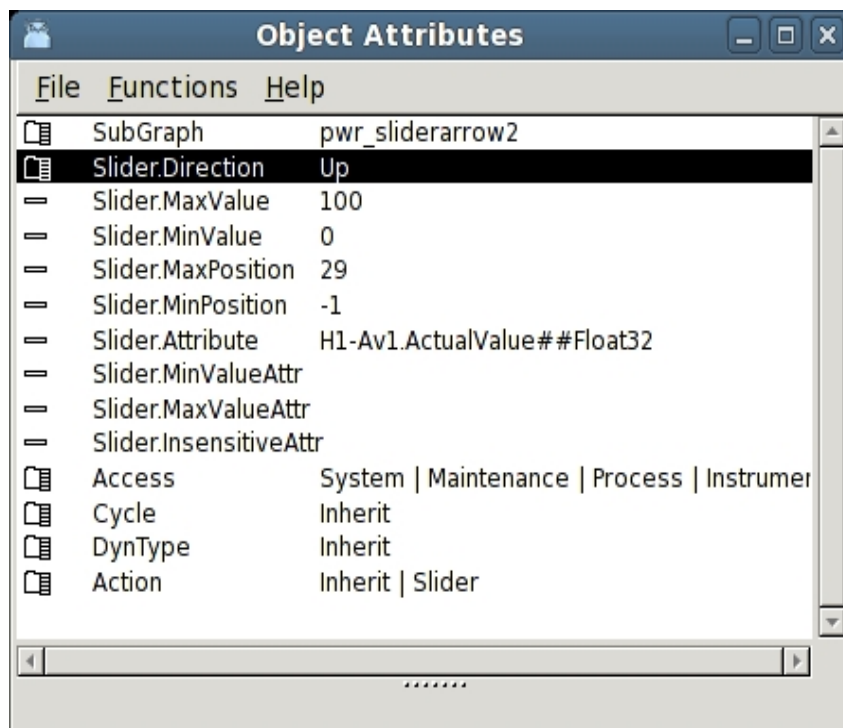 Object Attributes
File Functions Help
SubGraph pwr_sliderarrow2
Slider.Direction Up
Slider.MaxValue 100
Slider.MinValue 0
Slider.MaxPosition 29
Slider.MinPosition -1
Slider.Attribute H1-Av1.ActualValue##Float32
Slider.MinValueAttr
Slider.MaxValueAttr
Slider.InsensitiveAttr
Access System | Maintenance | Process | Instrumer
Cycle Inherit
DynType Inherit
Action Inherit | Slider